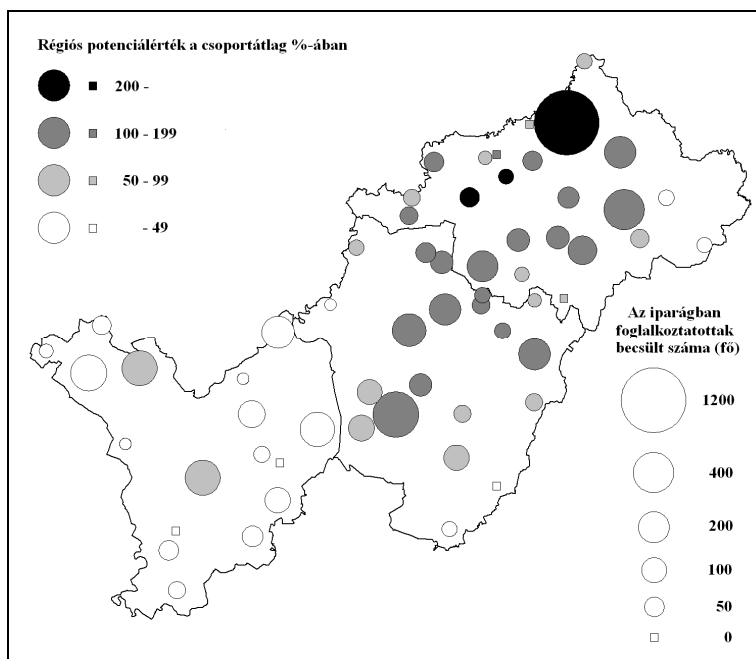 Régiós potenciálérték a csoportátlag %-ában
200 -
100 - 199
50 - 99
- 49
Az iparágban
foglalkoztatottak
becsült száma (fő)
1200
400
200
100
50
0